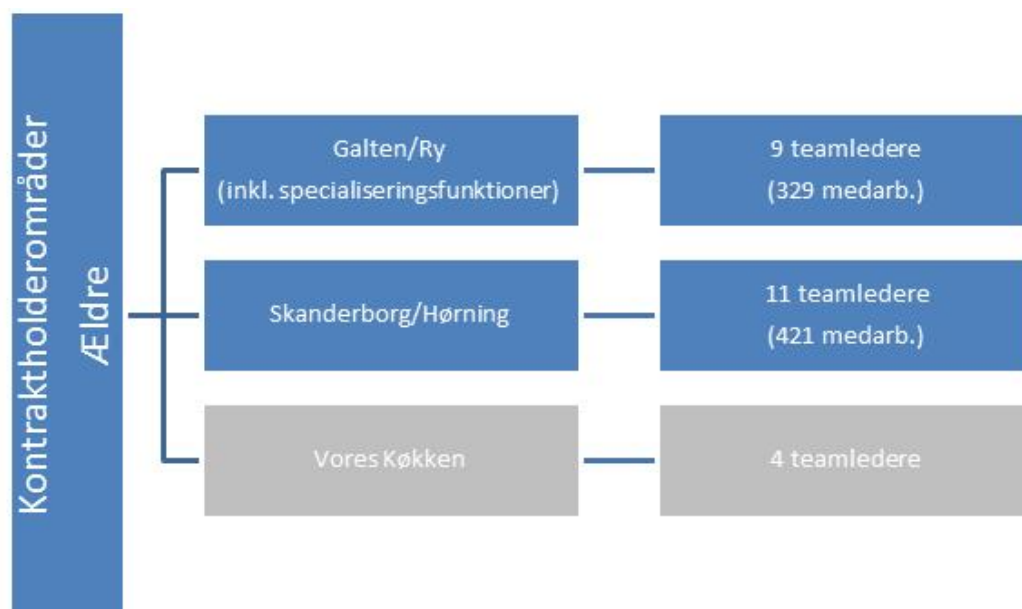 Kontraktholderområder
Ældre
Galten/Ry
(inkl. specialiseringsfunktioner)
9 teamledere
(329 medarb.)
Skanderborg/Hørning
11 teamledere
(421 medarb.)
Vores Køkken
4 teamledere